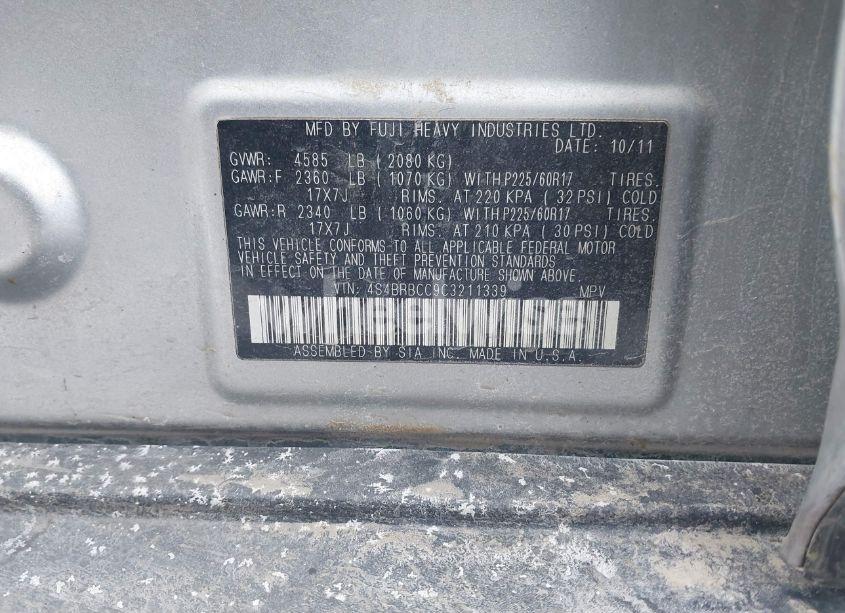 MFD BY FUJI HEAVY INDUSTRIES LTD.
DATE: 10/11
GVWR: 4585 LB ( 2080 KG)
GAWR:F 2360 LB ( 1070 KG) WITH P225/60R17 TIRES.
17X7J RIMS. AT 220 KPA ( 32 PSI) COLD
GAWR:R 2340 LB ( 1060 KG) WITH P225/60R17 TIRES.
17X7J RIMS. AT 210 KPA ( 30 PSI) COLD
THIS VEHICLE CONFORMS TO ALL APPLICABLE FEDERAL MOTOR
VEHICLE SAFETY AND THEFT PREVENTION STANDARDS
IN EFFECT ON THE DATE OF MANUFACTURE SHOWN ABOVE.
VIN: 4S4BRBCC9C3211339 MPV
ASSEMBLED BY SIA INC. MADE IN U.S.A.